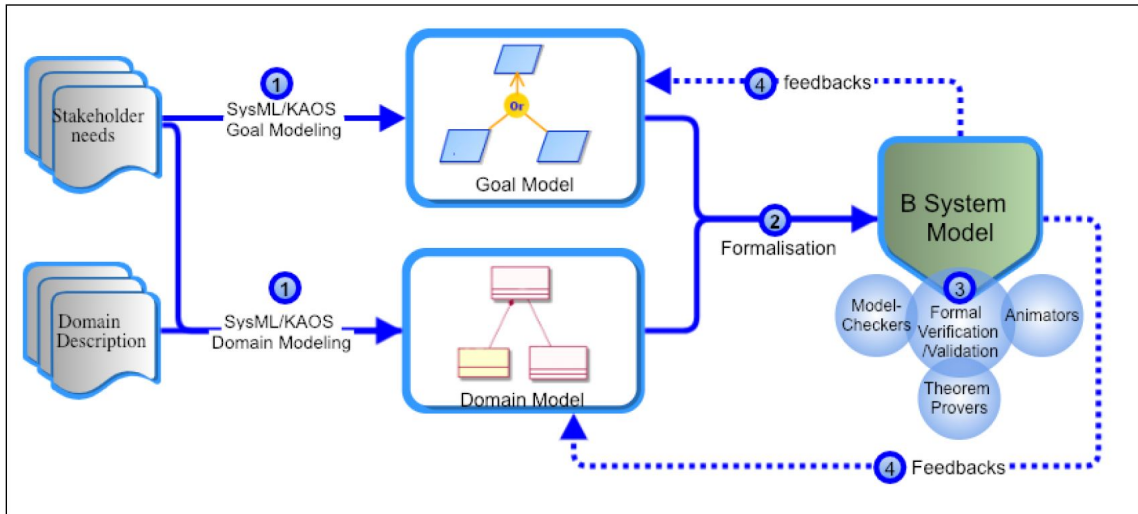 Stakeholder
needs
1
SysML/KAOS
Goal Modeling
Or
Goal Model
4 feedbacks
B System
Model
2
Formalisation
Domain
Description
1
SysML/KAOS
Domain Modeling
Domain Model
3
Model-
Checkers
Formal
Verification
/Validation
Animators
Theorem
Provers
4 Feedbacks